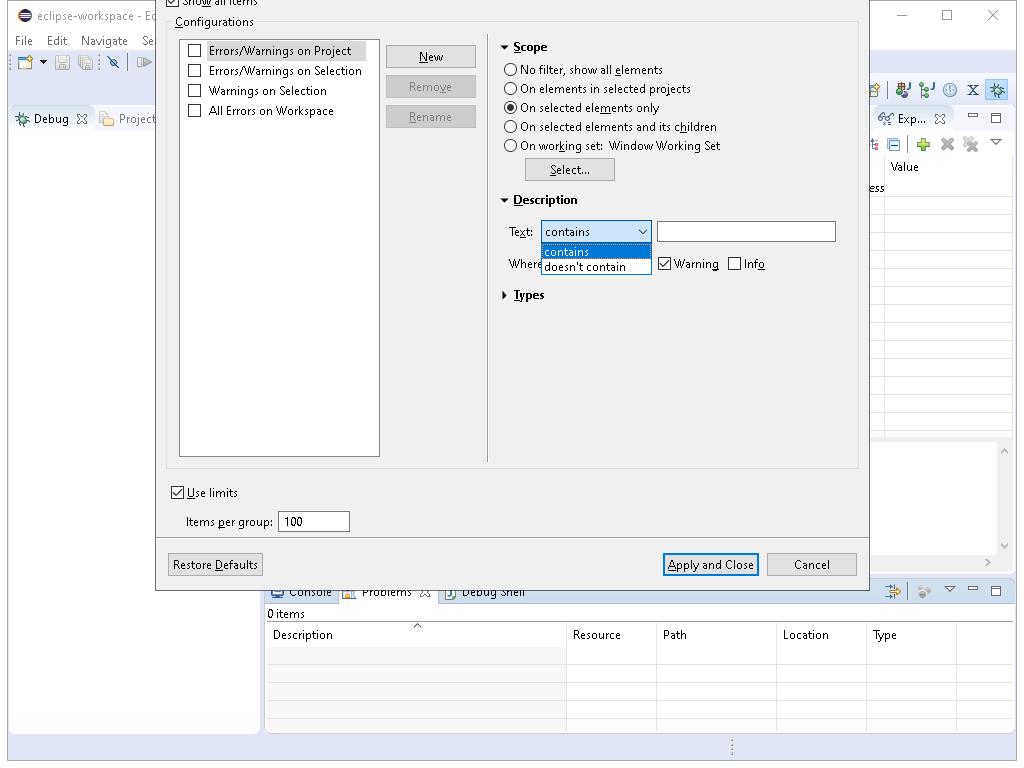 eclipse-workspace - Ec
File Edit Navigate Se
Debug
Project
Show all items
Configurations
Errors/Warnings on Project
Errors/Warnings on Selection
Warnings on Selection
All Errors on Workspace
New
Remove
Rename
Scope
No filter, show all elements
On elements in selected projects
On selected elements only
On selected elements and its children
On working set: Window Working Set
Select...
Description
Text: contains
contains
doesn't contain
Where
Warning
Info
Types
Use limits
Items per group: 100
Restore Defaults
Apply and Close
Cancel
X
Exp...
Value
ess
Console
Problems
Debug Shell
0 items
Description Resource Path Location Type